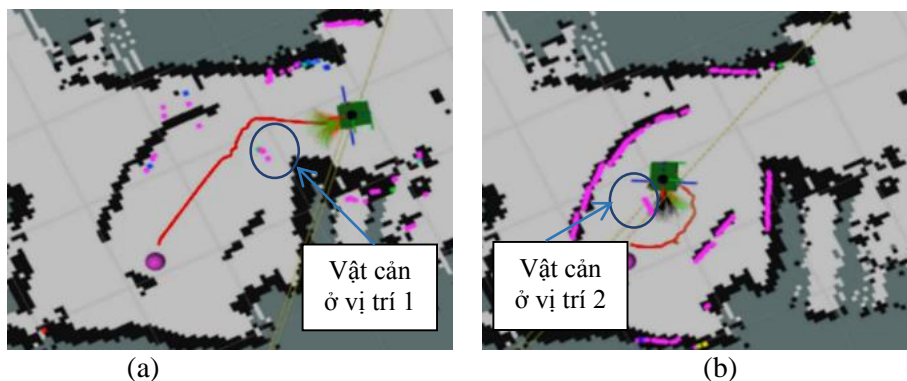 Vật cản
ở vị trí 1
Vật cản
ở vị trí 2
(a)
(b)